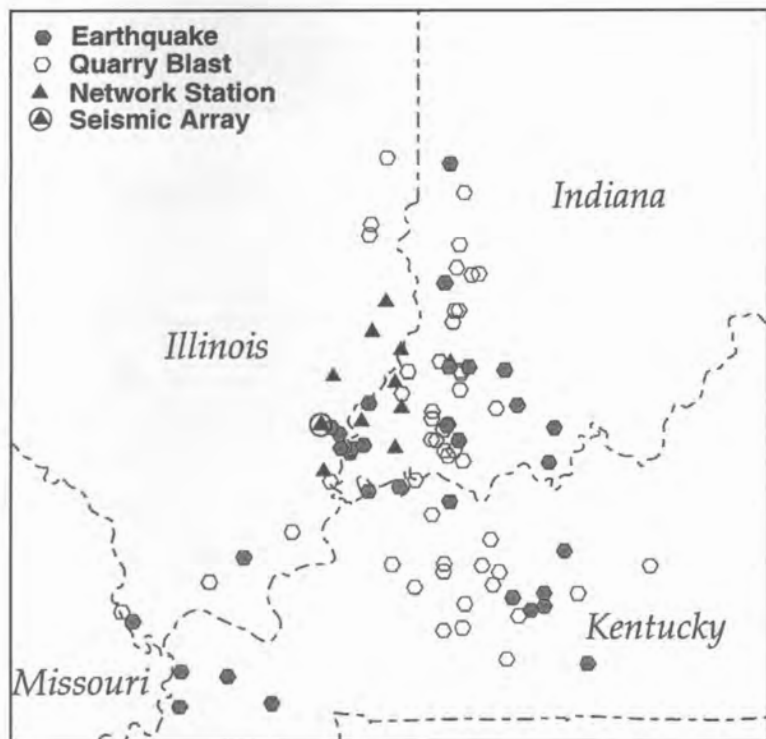 Earthquake
Quarry Blast
Network Station
Seismic Array
Indiana
Illinois
Kentucky
Missouri